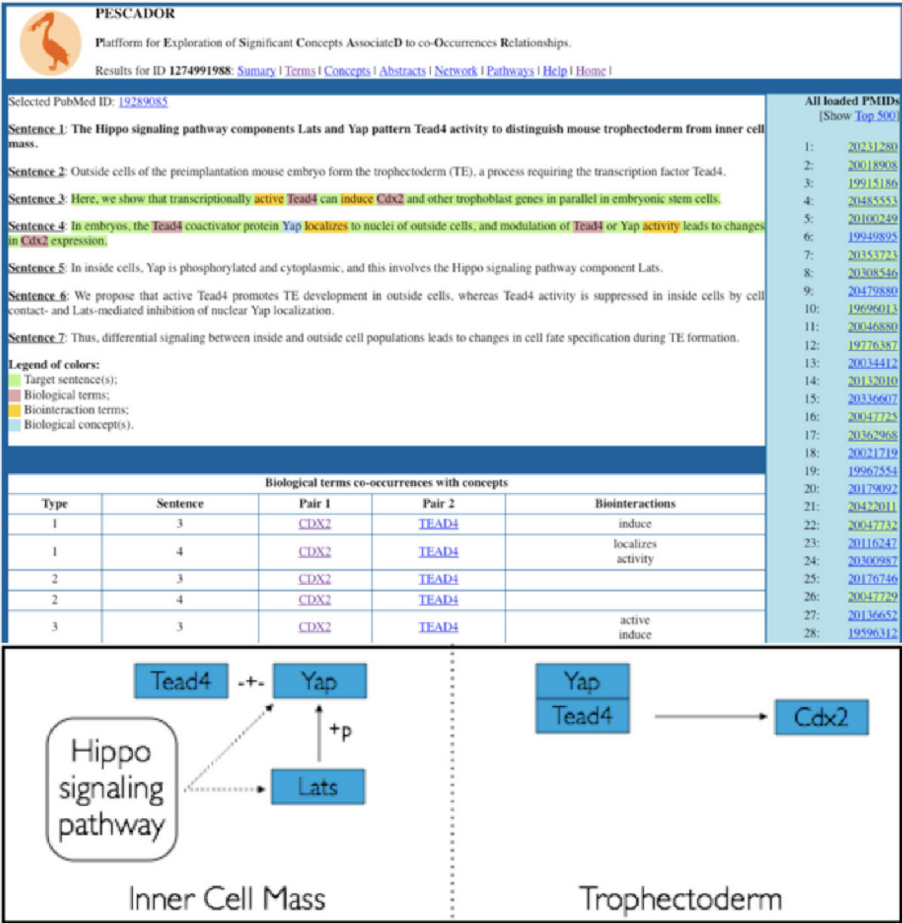 PESCADOR
Platfform for Exploration of Significant Concepts AssociateD to co-Occurrences Relationships.
Results for ID 1274991988: Sumary | Terms | Concepts | Abstracts | Network | Pathways | Help | Home |
Selected PubMed ID: 19289085
Sentence 1: The Hippo signaling pathway components Lats and Yap pattern Tead4 activity to distinguish mouse trophectoderm from inner cell
mass.
Sentence 2: Outside cells of the preimplantation mouse embryo form the trophectoderm (TE), a process requiring the transcription factor Tead4.
Sentence 3: Here, we show that transcriptionally active Tead4 can induce Cdx2 and other trophoblast genes in parallel in embryonic stem cells.
Sentence 4: In embryos, the Tead4 coactivator protein Yap localizes to nuclei of outside cells, and modulation of Tead4 or Yap activity leads to changes
in Cdx2 expression.
Sentence 5: In inside cells, Yap is phosphorylated and cytoplasmic, and this involves the Hippo signaling pathway component Lats.
Sentence 6: We propose that active Tead4 promotes TE development in outside cells, whereas Tead4 activity is suppressed in inside cells by cell
contact- and Lats-mediated inhibition of nuclear Yap localization.
Sentence 7: Thus, differential signaling between inside and outside cell populations leads to changes in cell fate specification during TE formation.
Legend of colors:
Target sentence(s);
Biological terms;
Biointeraction terms;
Biological concept(s).
All loaded PMIDs
[Show Top 500]
1: 20231280
2: 20018908
3: 19915186
4: 20485553
5: 20100249
6: 19949895
7: 20353723
8: 20308546
9: 20479880
10: 19696013
11: 20046880
12: 19776387
13: 20034412
14: 20132010
15: 20336607
16: 20047725
17: 20362968
18: 20021719
19: 19967554
20: 20179092
21: 20422011
22: 20047732
23: 20116247
24: 20300987
25: 20176746
26: 20047729
27: 20136652
28: 19596312
Biological terms co-occurrences with concepts
Type Sentence Pair 1 Pair 2 Biointeractions
1 3 CDX2 TEAD4 induce
1 4 CDX2 TEAD4 localizes
activity
2 3 CDX2 TEAD4
2 4 CDX2 TEAD4
3 3 CDX2 TEAD4 active
induce
Tead4 -+- Yap
+p
Hippo
signaling
pathway
Lats
Inner Cell Mass
Yap
Tead4
Cdx2
Trophectoderm